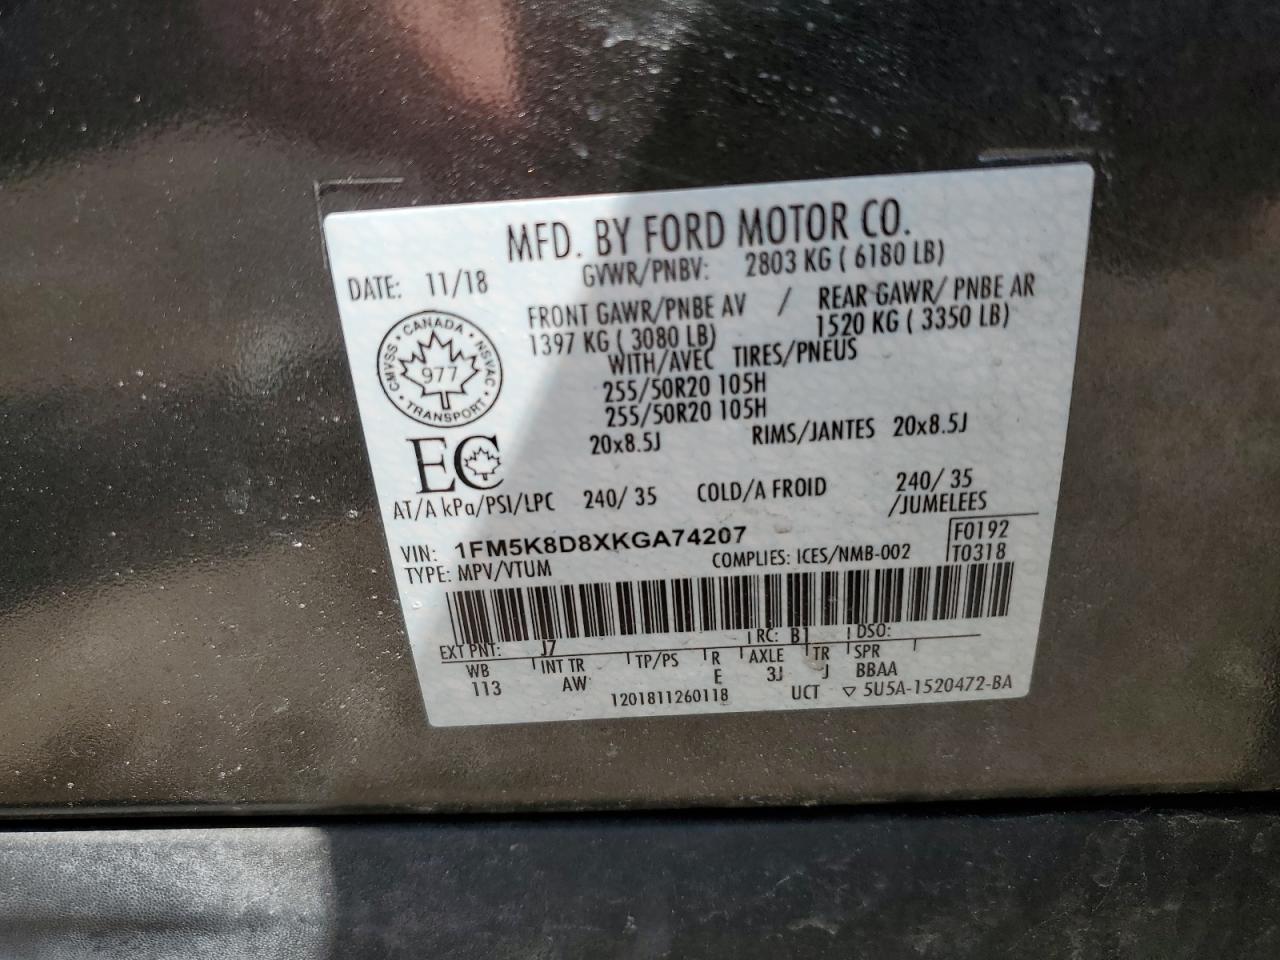 MFD. BY FORD MOTOR CO.
DATE: 11/18 GVWR/PNBV: 2803 KG ( 6180 LB)
FRONT GAWR/PNBE AV / REAR GAWR/ PNBE AR
1397 KG ( 3080 LB) 1520 KG ( 3350 LB)
WITH/AVEC TIRES/PNEUS
255/50R20 105H
255/50R20 105H
20x8.5J RIMS/JANTES 20x8.5J
CMVSS · CANADA · NSVAC · TRANSPORT ·
977
EC
AT/A kPa/PSI/LPC 240/ 35 COLD/A FROID 240/ 35
/JUMELEES
VIN: 1FM5K8D8XKGA74207 F0192
TYPE: MPV/VTUM COMPLIES: ICES/NMB-002 T0318
EXT PNT: J7 RC: B1 DSO:
WB INT TR TP/PS R AXLE TR SPR
113 AW E 3J J BBAA
1201811260118 UCT ▽ 5U5A-1520472-BA